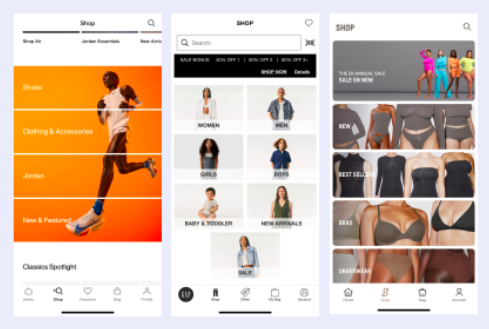 Shop
Shop Air
Jordan Essentials
New Arriv
Shoes
Clothing & Accessories
Jordan
New & Featured
Classics Spotlight
Home
Shop
Favorites
Bag
Profile
SHOP
Search
SALE BONUS 40% OFF 1 | 50% OFF 2 | 60% OFF 3+
SHOP NOW Details
WOMEN
MEN
GIRLS
BOYS
BABY & TODDLER
NEW ARRIVALS
SALE
GAP
Shop
Offers
My Bag
Account
SHOP
THE BI-ANNUAL SALE
SALE ON NOW
NEW
BEST SELLERS
BRAS
UNDERWEAR
Home
Shop
Bag
Account